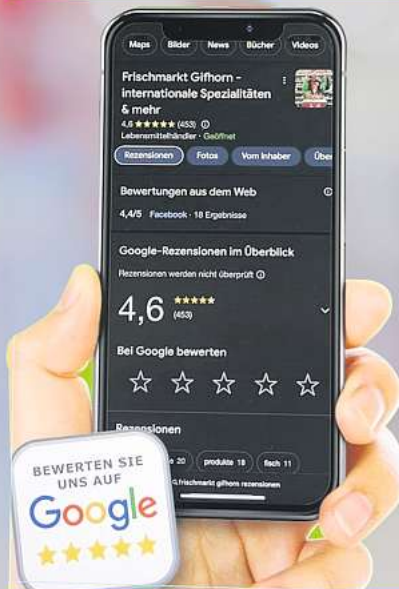 Maps Bilder News Bücher Videos
Frischmarkt Gifhorn -
internationale Spezialitäten
& mehr
4,6 ★★★★★ (453)
Lebensmittelhändler · Geöffnet
Rezensionen Fotos Vom Inhaber Über
Bewertungen aus dem Web
4,4/5 Facebook · 18 Ergebnisse
Google-Rezensionen im Überblick
Rezensionen werden nicht überprüft
4,6 ★★★★★
(453)
Bei Google bewerten
Rezensionen
20 produkte 18 fisch 11
frischmarkt gifhorn rezensionen
BEWERTEN SIE
UNS AUF
Google